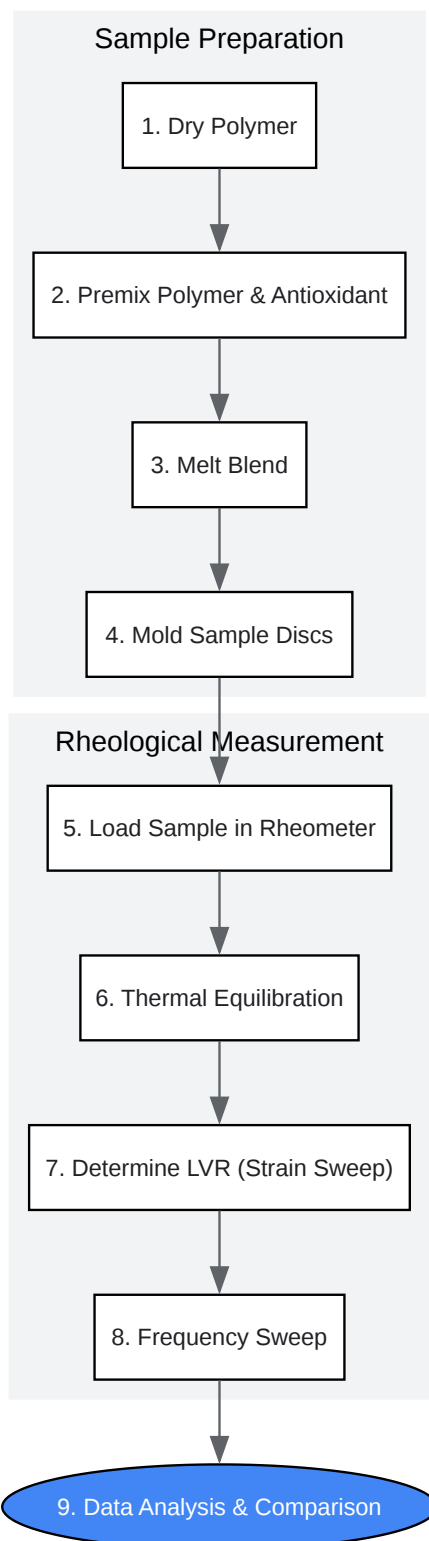 Sample Preparation
1. Dry Polymer
2. Premix Polymer & Antioxidant
3. Melt Blend
4. Mold Sample Discs
Rheological Measurement
5. Load Sample in Rheometer
6. Thermal Equilibration
7. Determine LVR (Strain Sweep)
8. Frequency Sweep
9. Data Analysis & Comparison